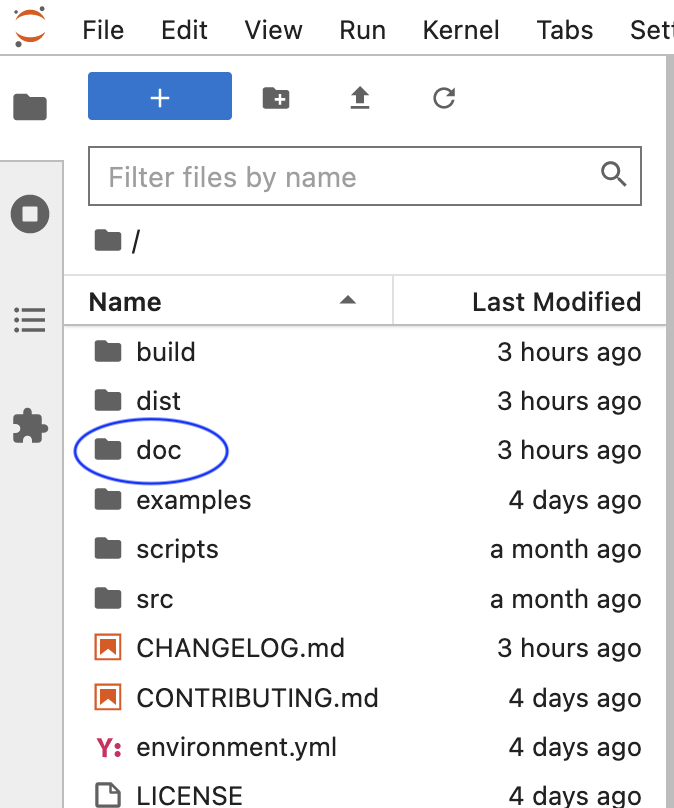 File Edit View Run Kernel Tabs
Filter files by name
/
Name Last Modified
build 3 hours ago
dist 3 hours ago
doc 3 hours ago
examples 4 days ago
scripts a month ago
src a month ago
CHANGELOG.md 3 hours ago
CONTRIBUTING.md 4 days ago
Y: environment.yml 4 days ago
LICENSE 4 days ago